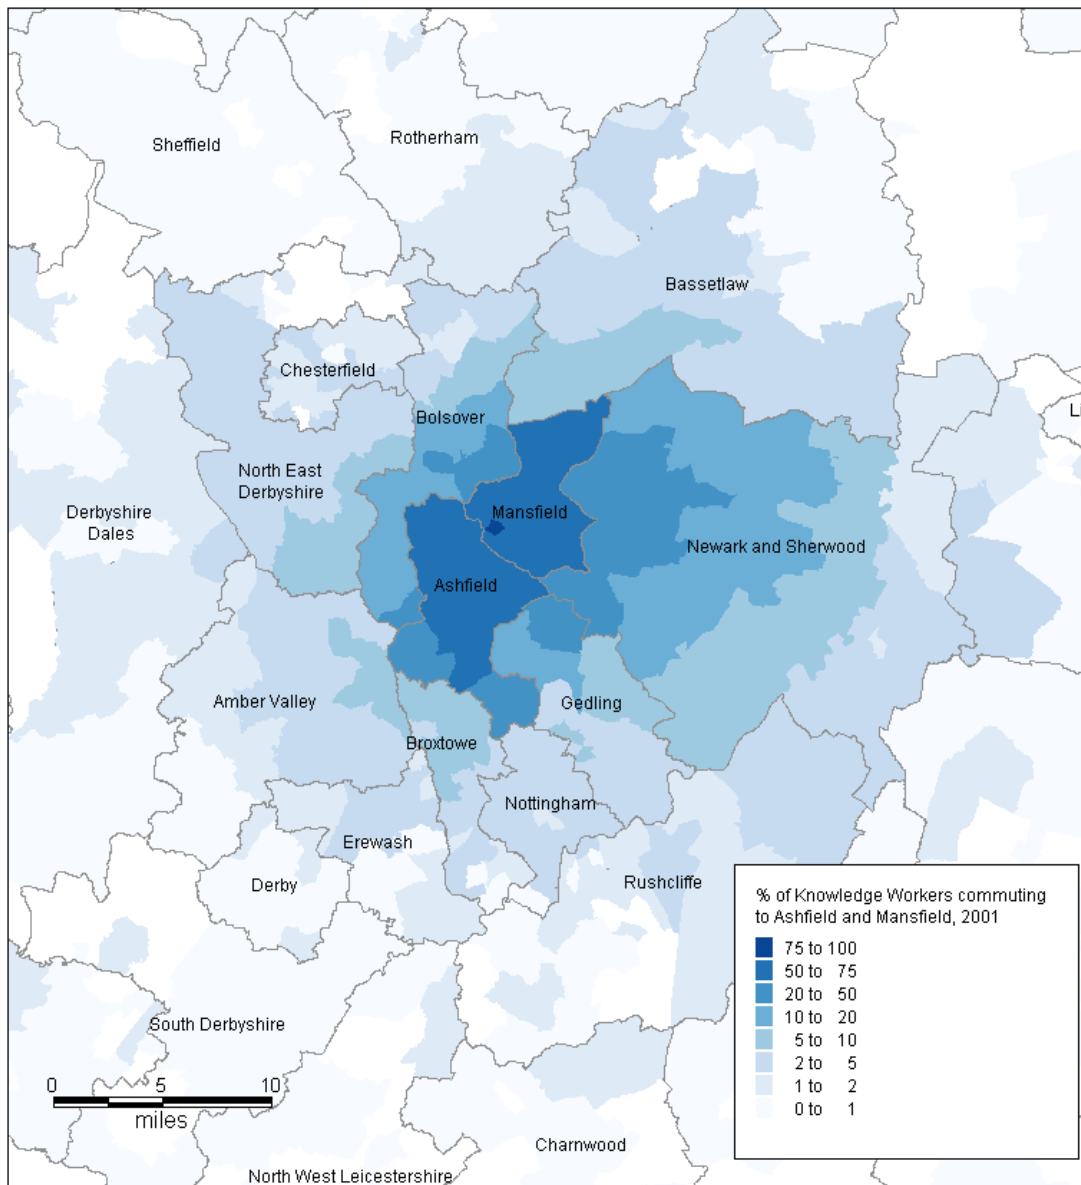 Sheffield
Rotherham
Bassetlaw
Chesterfield
Bolsover
Li
North East
Derbyshire
Derbyshire
Dales
Mansfield
Newark and Sherwood
Ashfield
Amber Valley
Gedling
Broxtowe
Nottingham
Erewash
Derby
Rushcliffe
% of Knowledge Workers commuting
to Ashfield and Mansfield, 2001
75 to 100
50 to 75
20 to 50
10 to 20
5 to 10
2 to 5
1 to 2
0 to 1
South Derbyshire
0 5 10
miles
Charnwood
North West Leicestershire